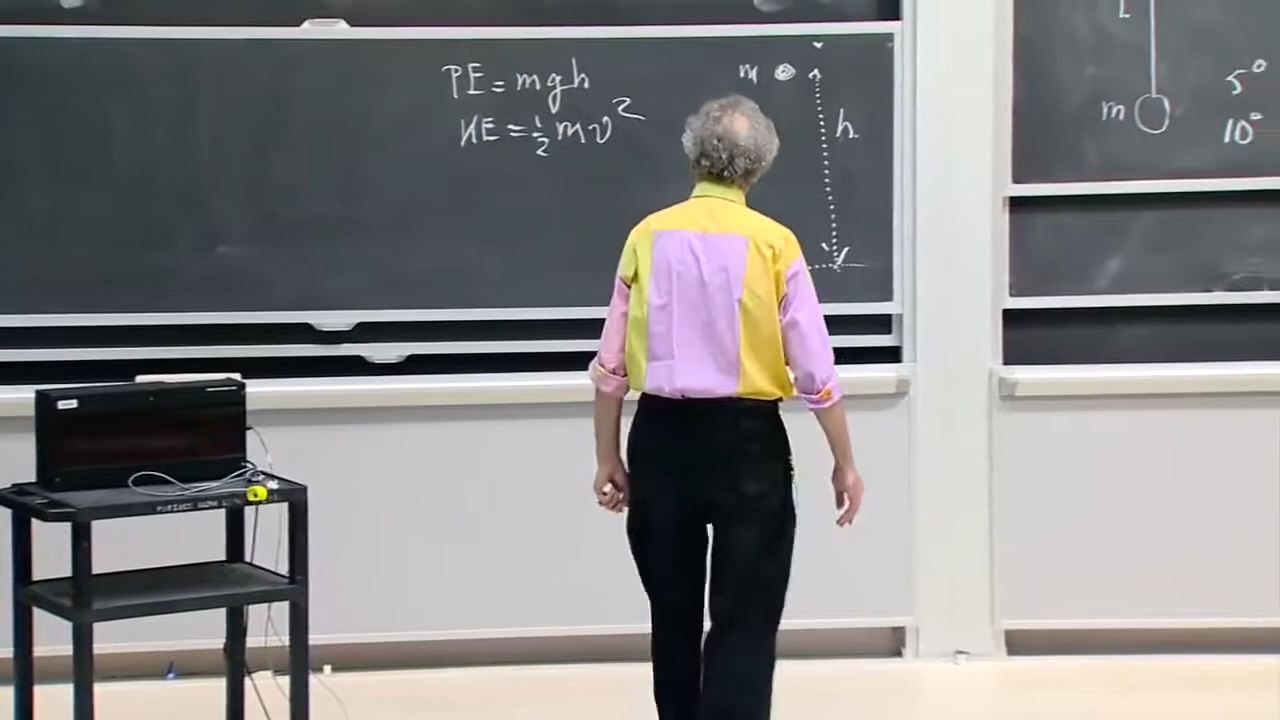 PE = mgh
KE = ½mv²
m
h
L
m
5°
10°